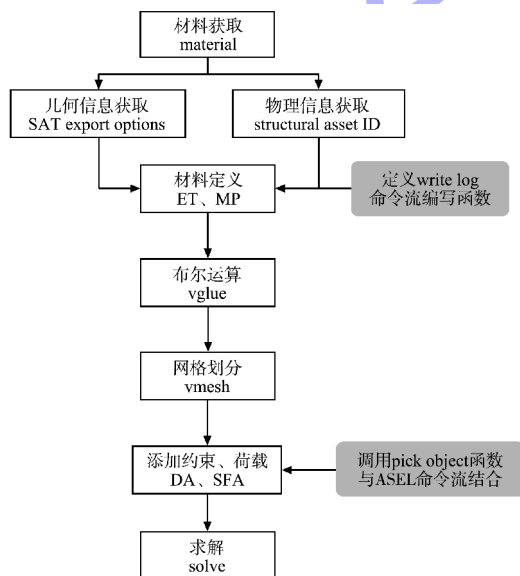 材料获取
material
几何信息获取
SAT export options
物理信息获取
structural asset ID
材料定义
ET、MP
定义write log
命令流编写函数
布尔运算
vglue
网格划分
vmesh
添加约束、荷载
DA、SFA
调用pick object函数
与ASEL命令流结合
求解
solve